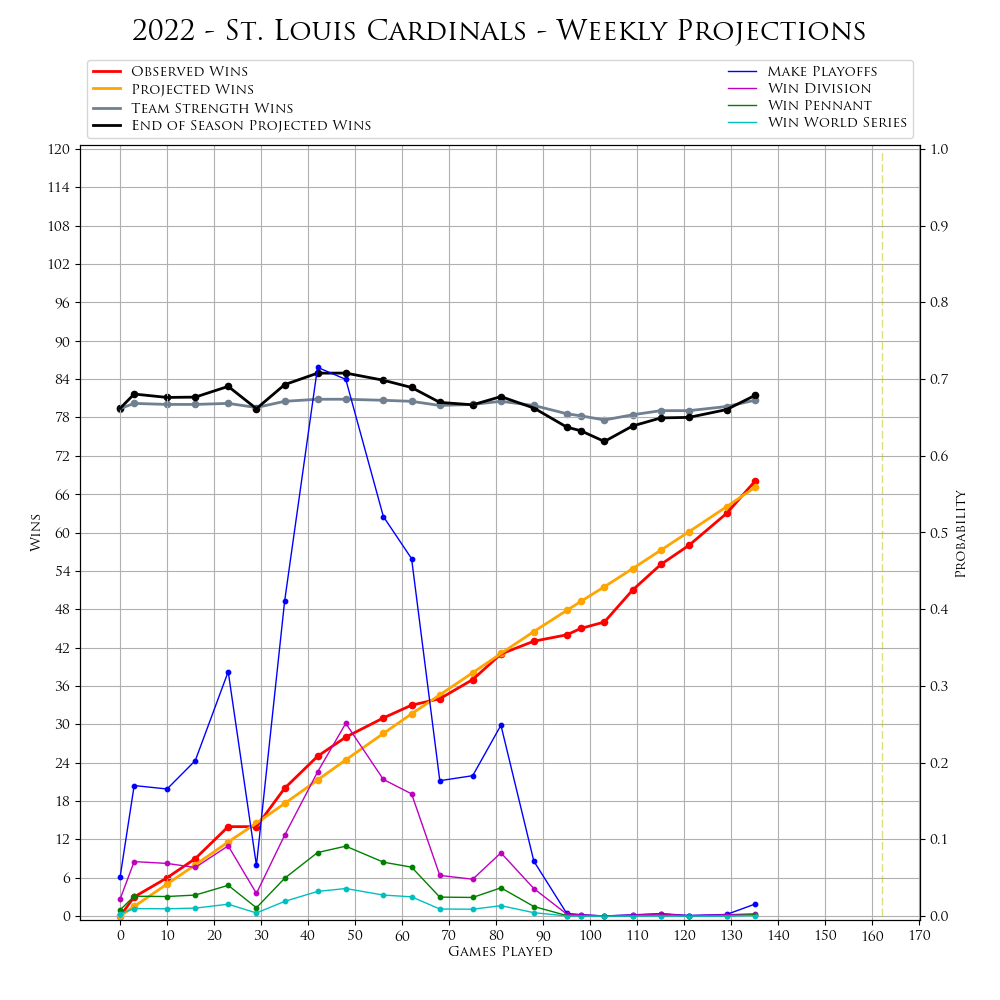 2022 - St. Louis Cardinals - Weekly Projections
Observed Wins
Projected Wins
Team Strength Wins
End of Season Projected Wins
Make Playoffs
Win Division
Win Pennant
Win World Series
120
114
108
102
96
90
84
78
72
66
60
54
48
42
36
30
24
18
12
6
0
Wins
1.0
0.9
0.8
0.7
0.6
0.5
0.4
0.3
0.2
0.1
0.0
Probability
0 10 20 30 40 50 60 70 80 90 100 110 120 130 140 150 160 170
Games Played